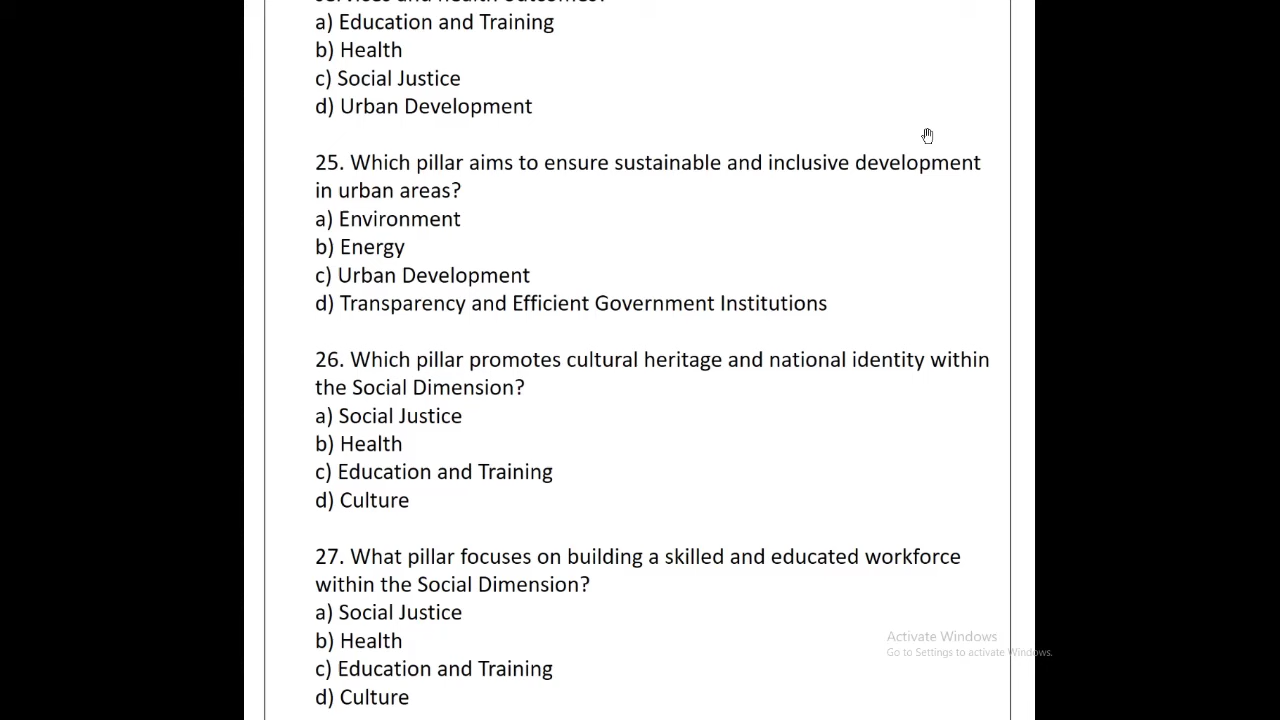 services and health outcomes?
a) Education and Training
b) Health
c) Social Justice
d) Urban Development
25. Which pillar aims to ensure sustainable and inclusive development
in urban areas?
a) Environment
b) Energy
c) Urban Development
d) Transparency and Efficient Government Institutions
26. Which pillar promotes cultural heritage and national identity within
the Social Dimension?
a) Social Justice
b) Health
c) Education and Training
d) Culture
27. What pillar focuses on building a skilled and educated workforce
within the Social Dimension?
a) Social Justice
b) Health
c) Education and Training
d) Culture
Activate Windows
Go to Settings to activate Windows.